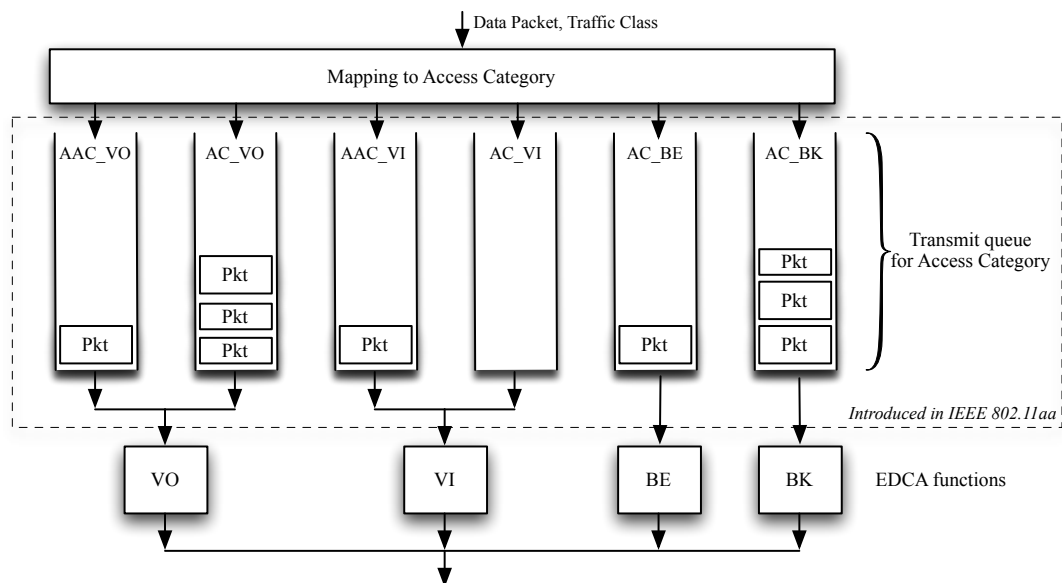 Data Packet, Traffic Class
Mapping to Access Category
AAC_VO
AC_VO
AAC_VI
AC_VI
AC_BE
AC_BK
Transmit queue
for Access Category
Pkt
Pkt
Pkt
Pkt
Pkt
Pkt
Pkt
Pkt
Pkt
Introduced in IEEE 802.11aa
VO
VI
BE
BK
EDCA functions